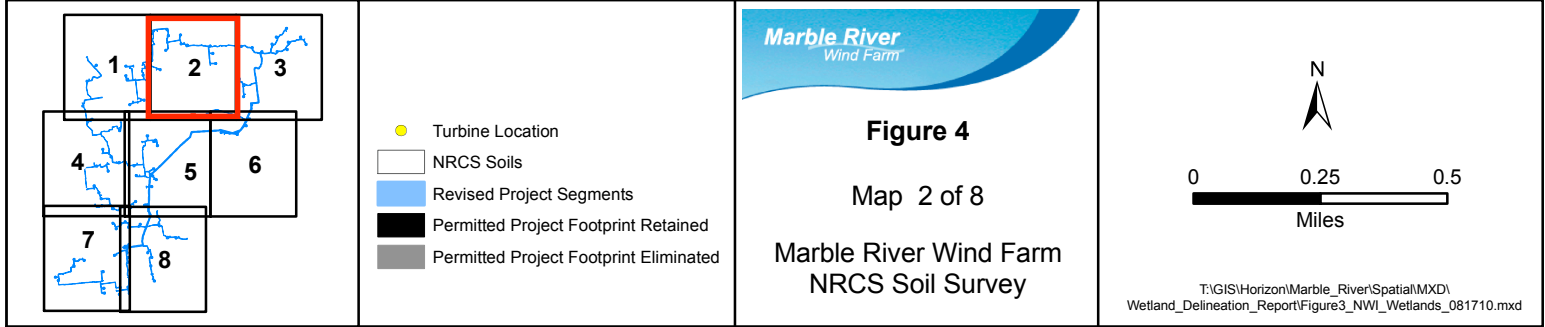 1
2
3
4
5
6
7
8
Turbine Location
NRCS Soils
Revised Project Segments
Permitted Project Footprint Retained
Permitted Project Footprint Eliminated
Marble River
Wind Farm
Figure 4
Map 2 of 8
Marble River Wind Farm
NRCS Soil Survey
N
0 0.25 0.5
Miles
T:\GIS\Horizon\Marble_River\Spatial\MXD\
Wetland_Delineation_Report\Figure3_NWI_Wetlands_081710.mxd